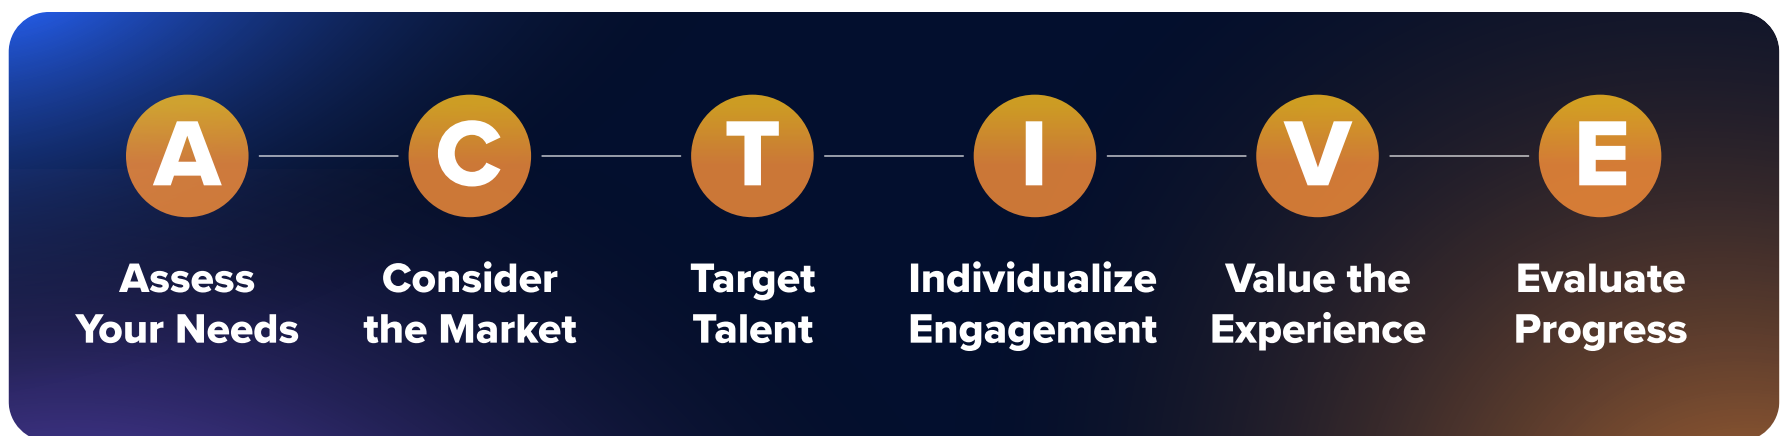 A C T I V E
Assess Consider Target Individualize Value the Evaluate
Your Needs the Market Talent Engagement Experience Progress